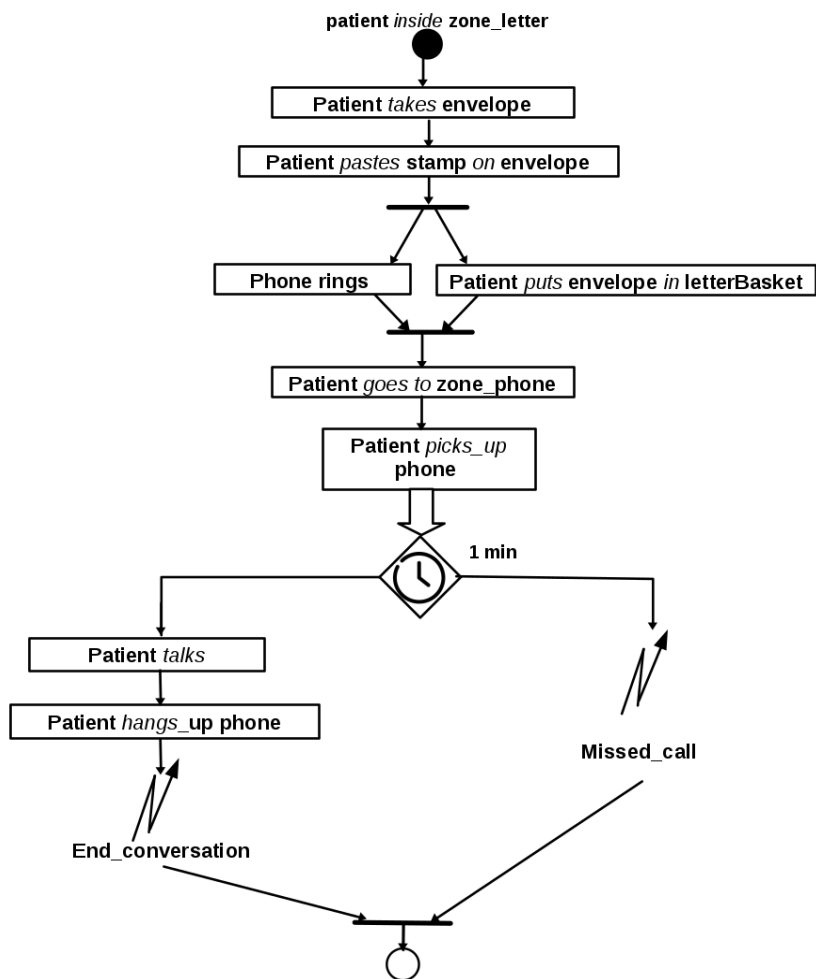 patient inside zone_letter
Patient takes envelope
Patient pastes stamp on envelope
Phone rings
Patient puts envelope in letterBasket
Patient goes to zone_phone
Patient picks_up
phone
1 min
Patient talks
Patient hangs_up phone
Missed_call
End_conversation